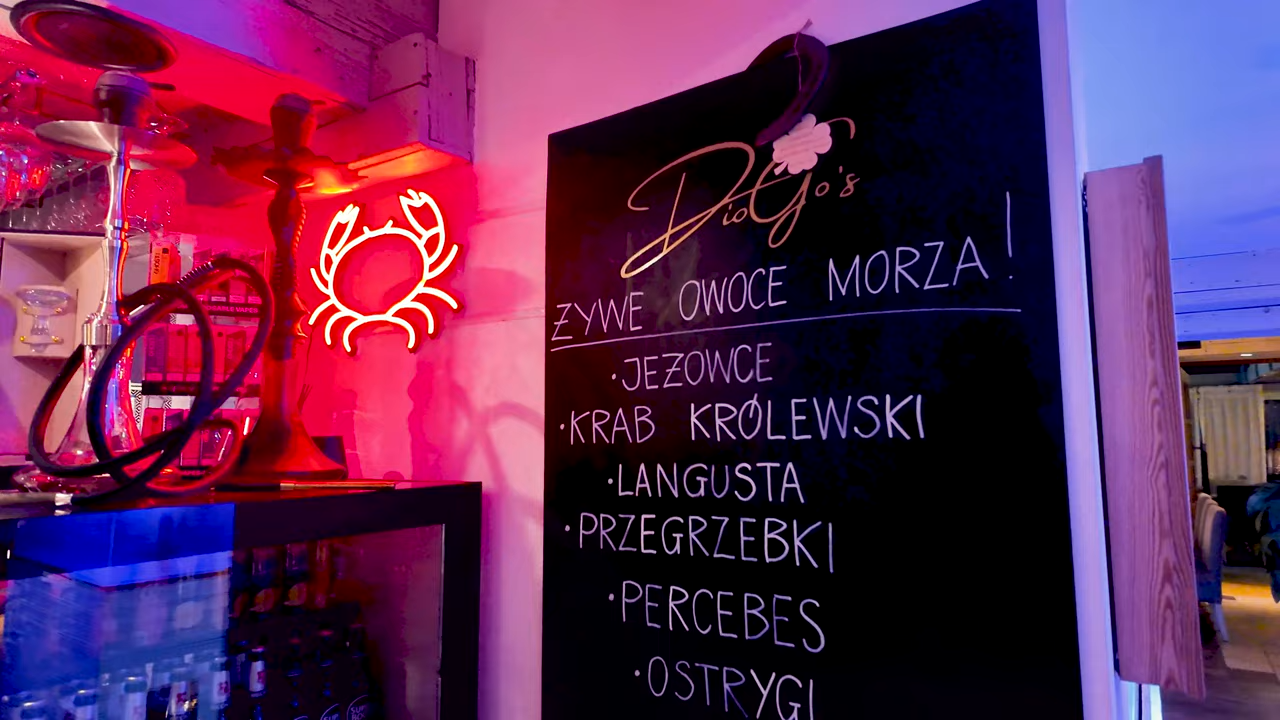 DioGo's
ŻYWE OWOCE MORZA!
·JEŻOWCE
·KRAB KRÓLEWSKI
·LANGUSTA
·PRZEGRZEBKI
·PERCEBES
·OSTRYGI